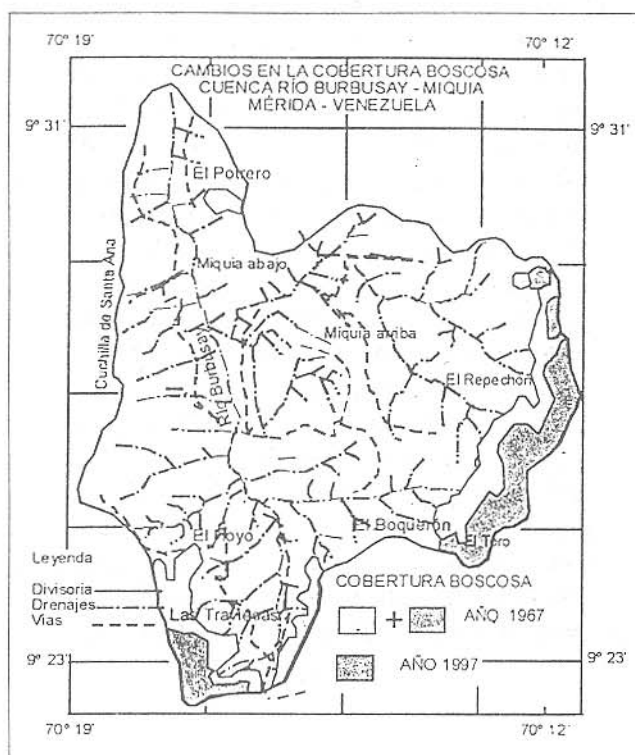 70° 19'
70° 12'
CAMBIOS EN LA COBERTURA BOSCOSA
CUENCA RÍO BURBUSAY - MIQUIA
MÉRIDA - VENEZUELA
9° 31'
9° 31'
El Potrero
Miquia abajo
Cuchilla de Santa Ana
Miquia arriba
Río Burbusay
El Repechón
El Hoyo
El Boquerón
El Toro
Leyenda
COBERTURA BOSCOSA
Divisoria
Drenajes
Vias
Las Travesías
+
AÑO 1967
9° 23'
AÑO 1997
9° 23'
70° 19'
70° 12'